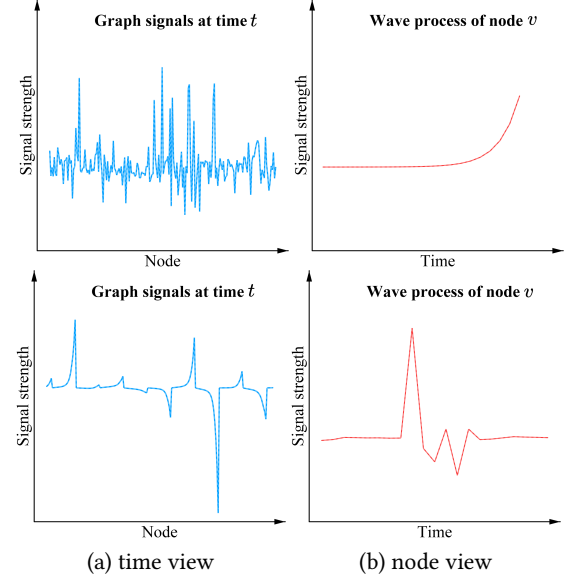 Graph signals at time t
Signal strength
Node
Wave process of node v
Signal strength
Time
Graph signals at time t
Signal strength
Node
Wave process of node v
Signal strength
Time
(a) time view
(b) node view